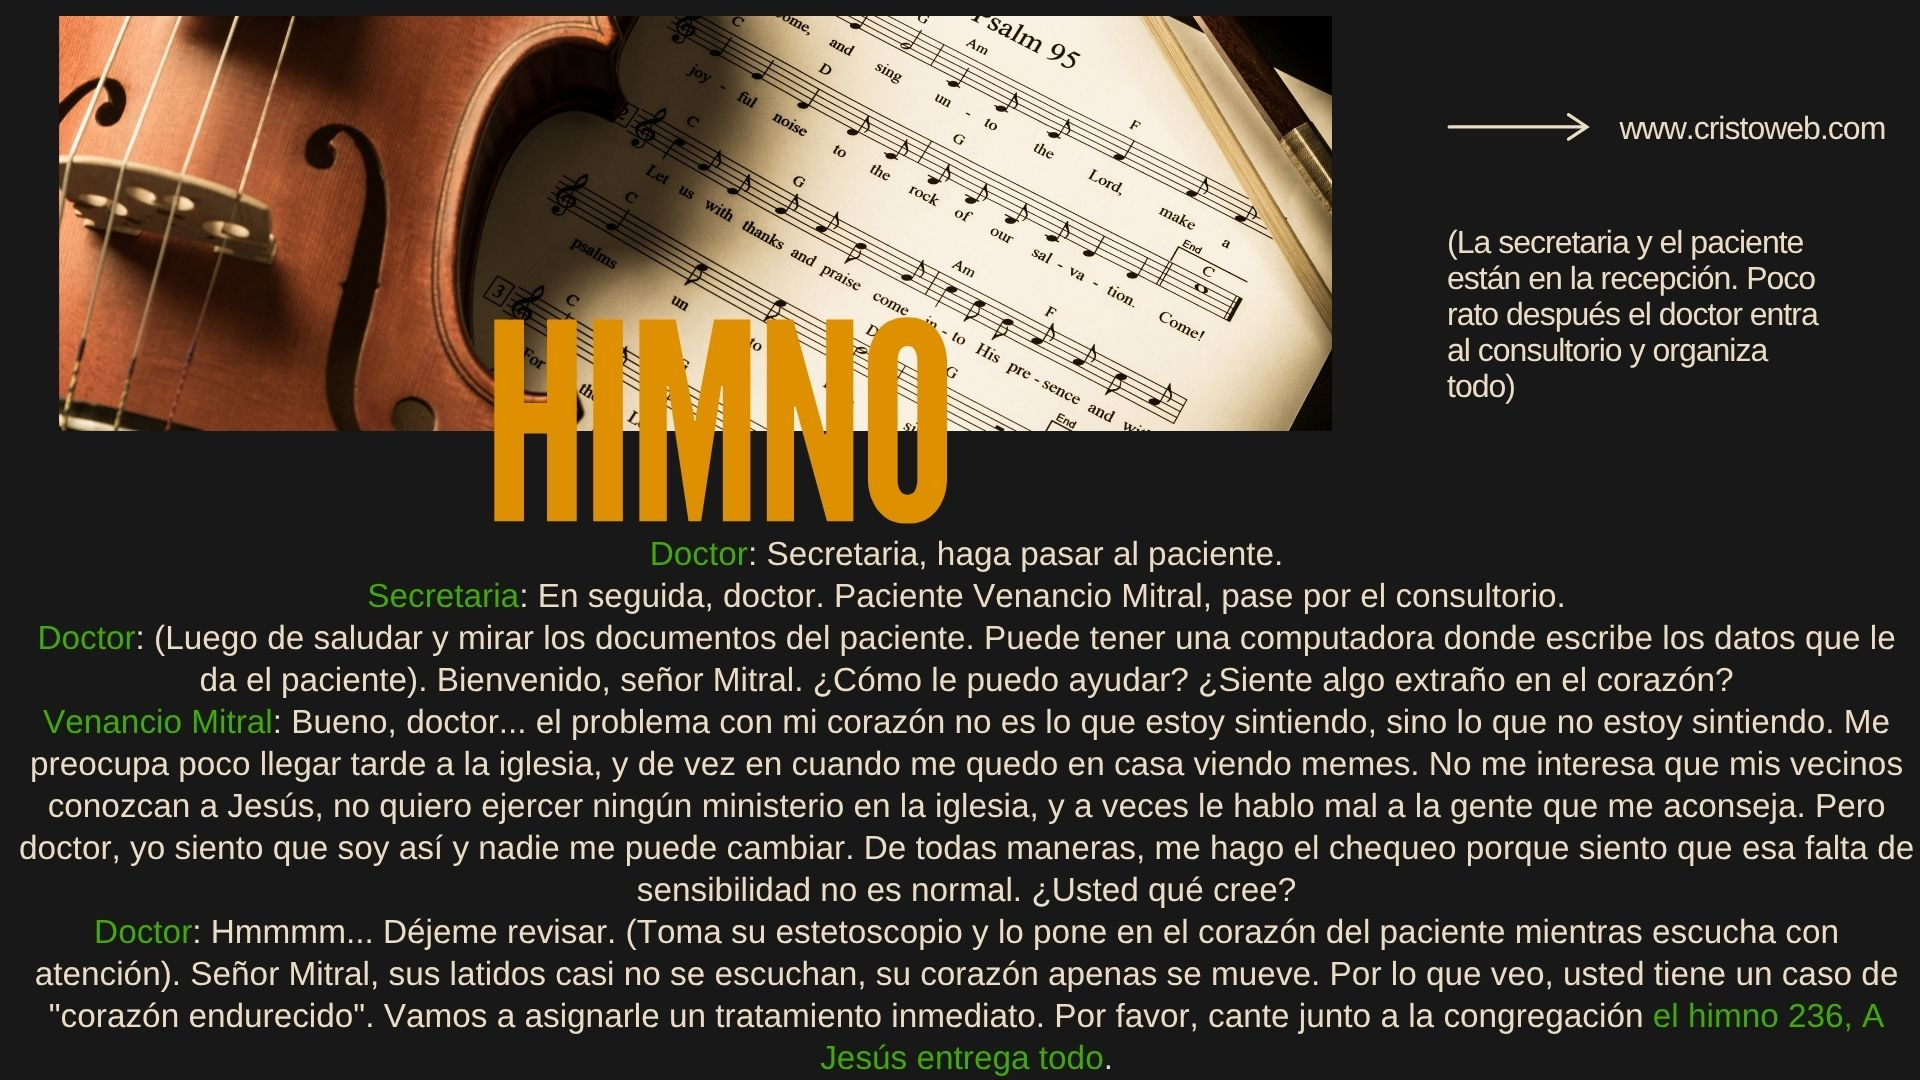 Psalm 95
C
G
and
sing
un - to
the
Lord,
make
a
Am
F
joy - ful
noise
to
the
rock
of
our
sal - va - tion.
Come!
C
D
G
End
C
Let
us
with
thanks
and
praise
come
in - to
His
pre - sence
and
C
G
Am
F
psalms
un
to
C
D
G
End
3
C
For
G
HIMNO
www.cristoweb.com
(La secretaria y el paciente
están en la recepción. Poco
rato después el doctor entra
al consultorio y organiza
todo)
Doctor: Secretaria, haga pasar al paciente.
Secretaria: En seguida, doctor. Paciente Venancio Mitral, pase por el consultorio.
Doctor: (Luego de saludar y mirar los documentos del paciente. Puede tener una computadora donde escribe los datos que le
da el paciente). Bienvenido, señor Mitral. ¿Cómo le puedo ayudar? ¿Siente algo extraño en el corazón?
Venancio Mitral: Bueno, doctor... el problema con mi corazón no es lo que estoy sintiendo, sino lo que no estoy sintiendo. Me
preocupa poco llegar tarde a la iglesia, y de vez en cuando me quedo en casa viendo memes. No me interesa que mis vecinos
conozcan a Jesús, no quiero ejercer ningún ministerio en la iglesia, y a veces le hablo mal a la gente que me aconseja. Pero
doctor, yo siento que soy así y nadie me puede cambiar. De todas maneras, me hago el chequeo porque siento que esa falta de
sensibilidad no es normal. ¿Usted qué cree?
Doctor: Hmmmm... Déjeme revisar. (Toma su estetoscopio y lo pone en el corazón del paciente mientras escucha con
atención). Señor Mitral, sus latidos casi no se escuchan, su corazón apenas se mueve. Por lo que veo, usted tiene un caso de
"corazón endurecido". Vamos a asignarle un tratamiento inmediato. Por favor, cante junto a la congregación el himno 236, A
Jesús entrega todo.